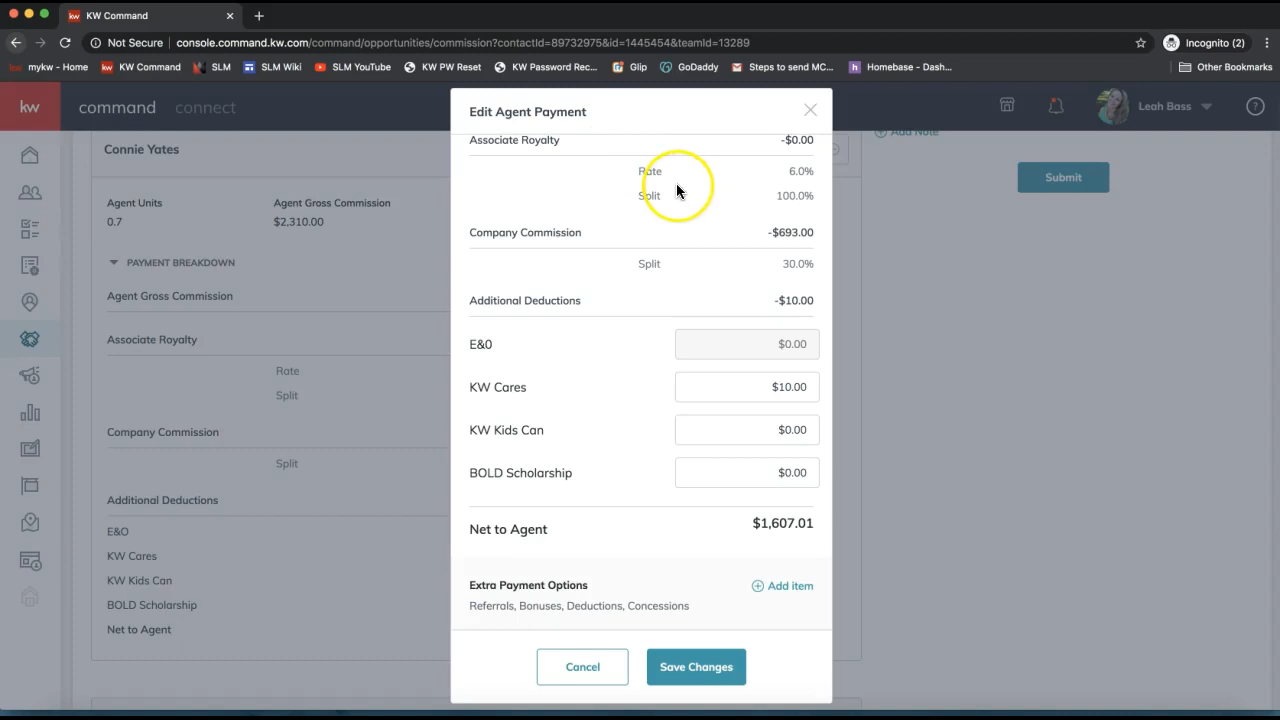 KW Command
Not Secure console.command.kw.com/command/opportunities/commission?contactId=89732975&id=1445454&teamId=13289 Incognito (2)
mykw - Home KW Command SLM SLM Wiki SLM YouTube KW PW Reset KW Password Rec... Glip GoDaddy Steps to send MC... Homebase - Dash... Other Bookmarks
kw command connect Leah Bass
Connie Yates
Agent Units Agent Gross Commission
0.7 $2,310.00
PAYMENT BREAKDOWN
Agent Gross Commission
Associate Royalty
Rate
Split
Company Commission
Split
Additional Deductions
E&O
KW Cares
KW Kids Can
BOLD Scholarship
Net to Agent
Edit Agent Payment
Associate Royalty -$0.00
Rate 6.0%
Split 100.0%
Company Commission -$693.00
Split 30.0%
Additional Deductions -$10.00
E&O $0.00
KW Cares $10.00
KW Kids Can $0.00
BOLD Scholarship $0.00
Net to Agent $1,607.01
Extra Payment Options Add item
Referrals, Bonuses, Deductions, Concessions
Cancel Save Changes
Add Note
Submit